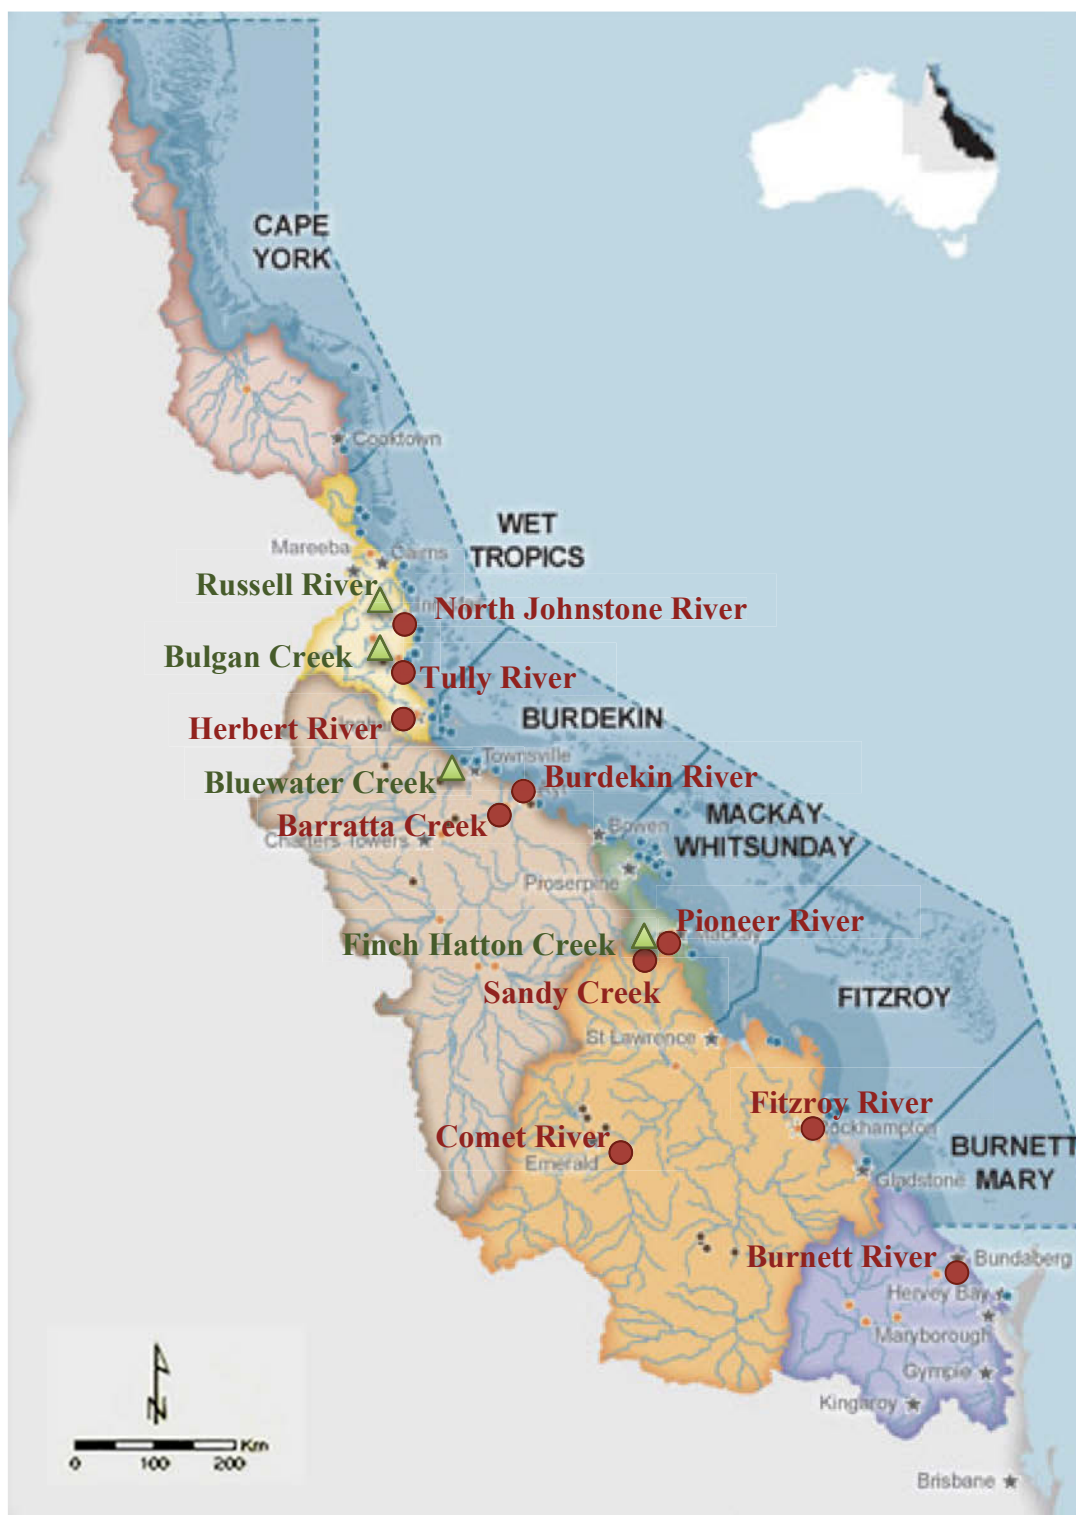 CAPE
YORK
Cooktown
WET
TROPICS
Mareeba
Cairns
Russell River
North Johnstone River
Bulgan Creek
Tully River
BURDEKIN
Herbert River
Townsville
Bluewater Creek
Burdekin River
MACKAY
WHITSUNDAY
Barratta Creek
Bowen
Charters Towers
Proserpine
Pioneer River
Mackay
Finch Hatton Creek
Sandy Creek
FITZROY
St Lawrence
Fitzroy River
Rockhampton
Comet River
Emerald
BURNETT
MARY
Gladstone
Burnett River
Bundaberg
Hervey Bay
Maryborough
Gympie
Kingaroy
Brisbane
N
Km
0 100 200